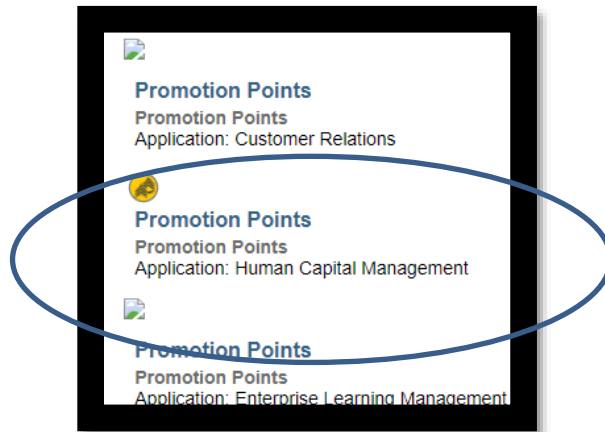 Promotion Points
Promotion Points
Application: Customer Relations
Promotion Points
Promotion Points
Application: Human Capital Management
Promotion Points
Promotion Points
Application: Enterprise Learning Management